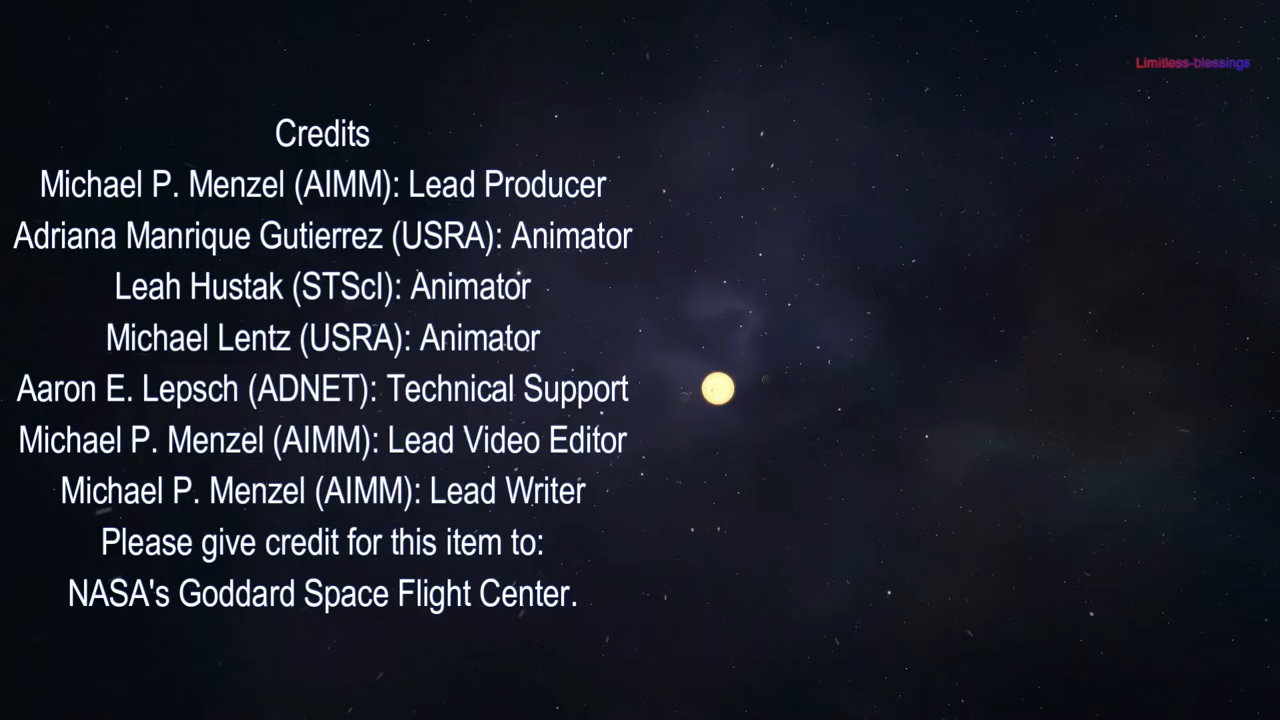 Limitless-blessings
Credits
Michael P. Menzel (AIMM): Lead Producer
Adriana Manrique Gutierrez (USRA): Animator
Leah Hustak (STScI): Animator
Michael Lentz (USRA): Animator
Aaron E. Lepsch (ADNET): Technical Support
Michael P. Menzel (AIMM): Lead Video Editor
Michael P. Menzel (AIMM): Lead Writer
Please give credit for this item to:
NASA's Goddard Space Flight Center.